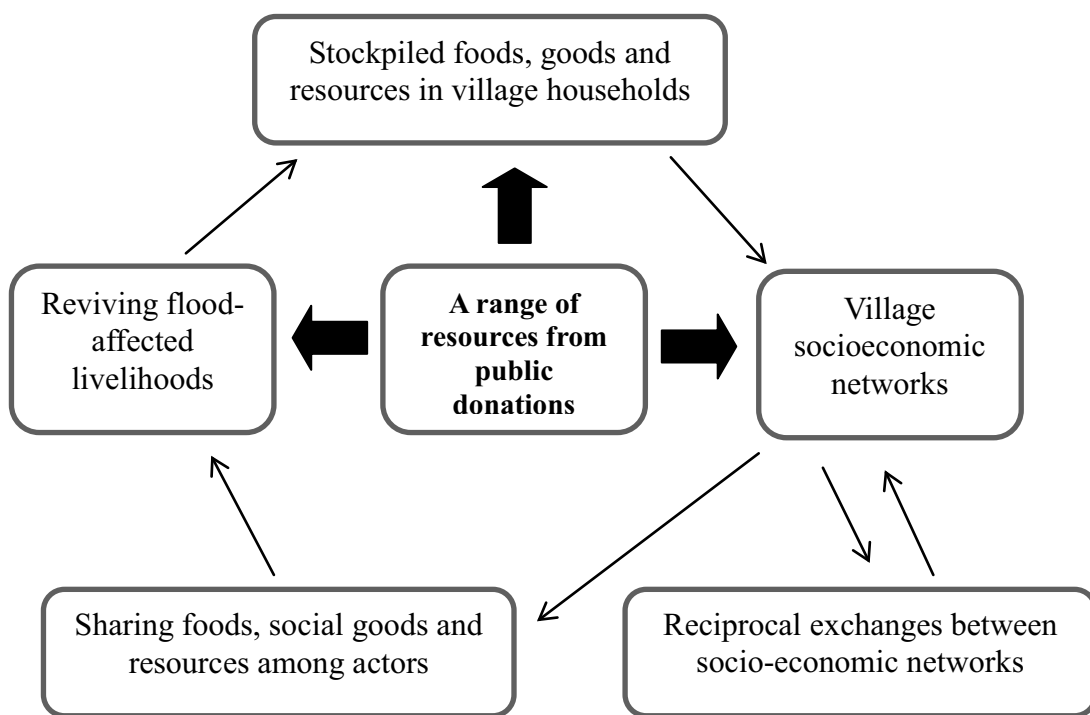 Stockpiled foods, goods and
resources in village households
Reviving flood-
affected
livelihoods
A range of
resources from
public
donations
Village
socioeconomic
networks
Sharing foods, social goods and
resources among actors
Reciprocal exchanges between
socio-economic networks